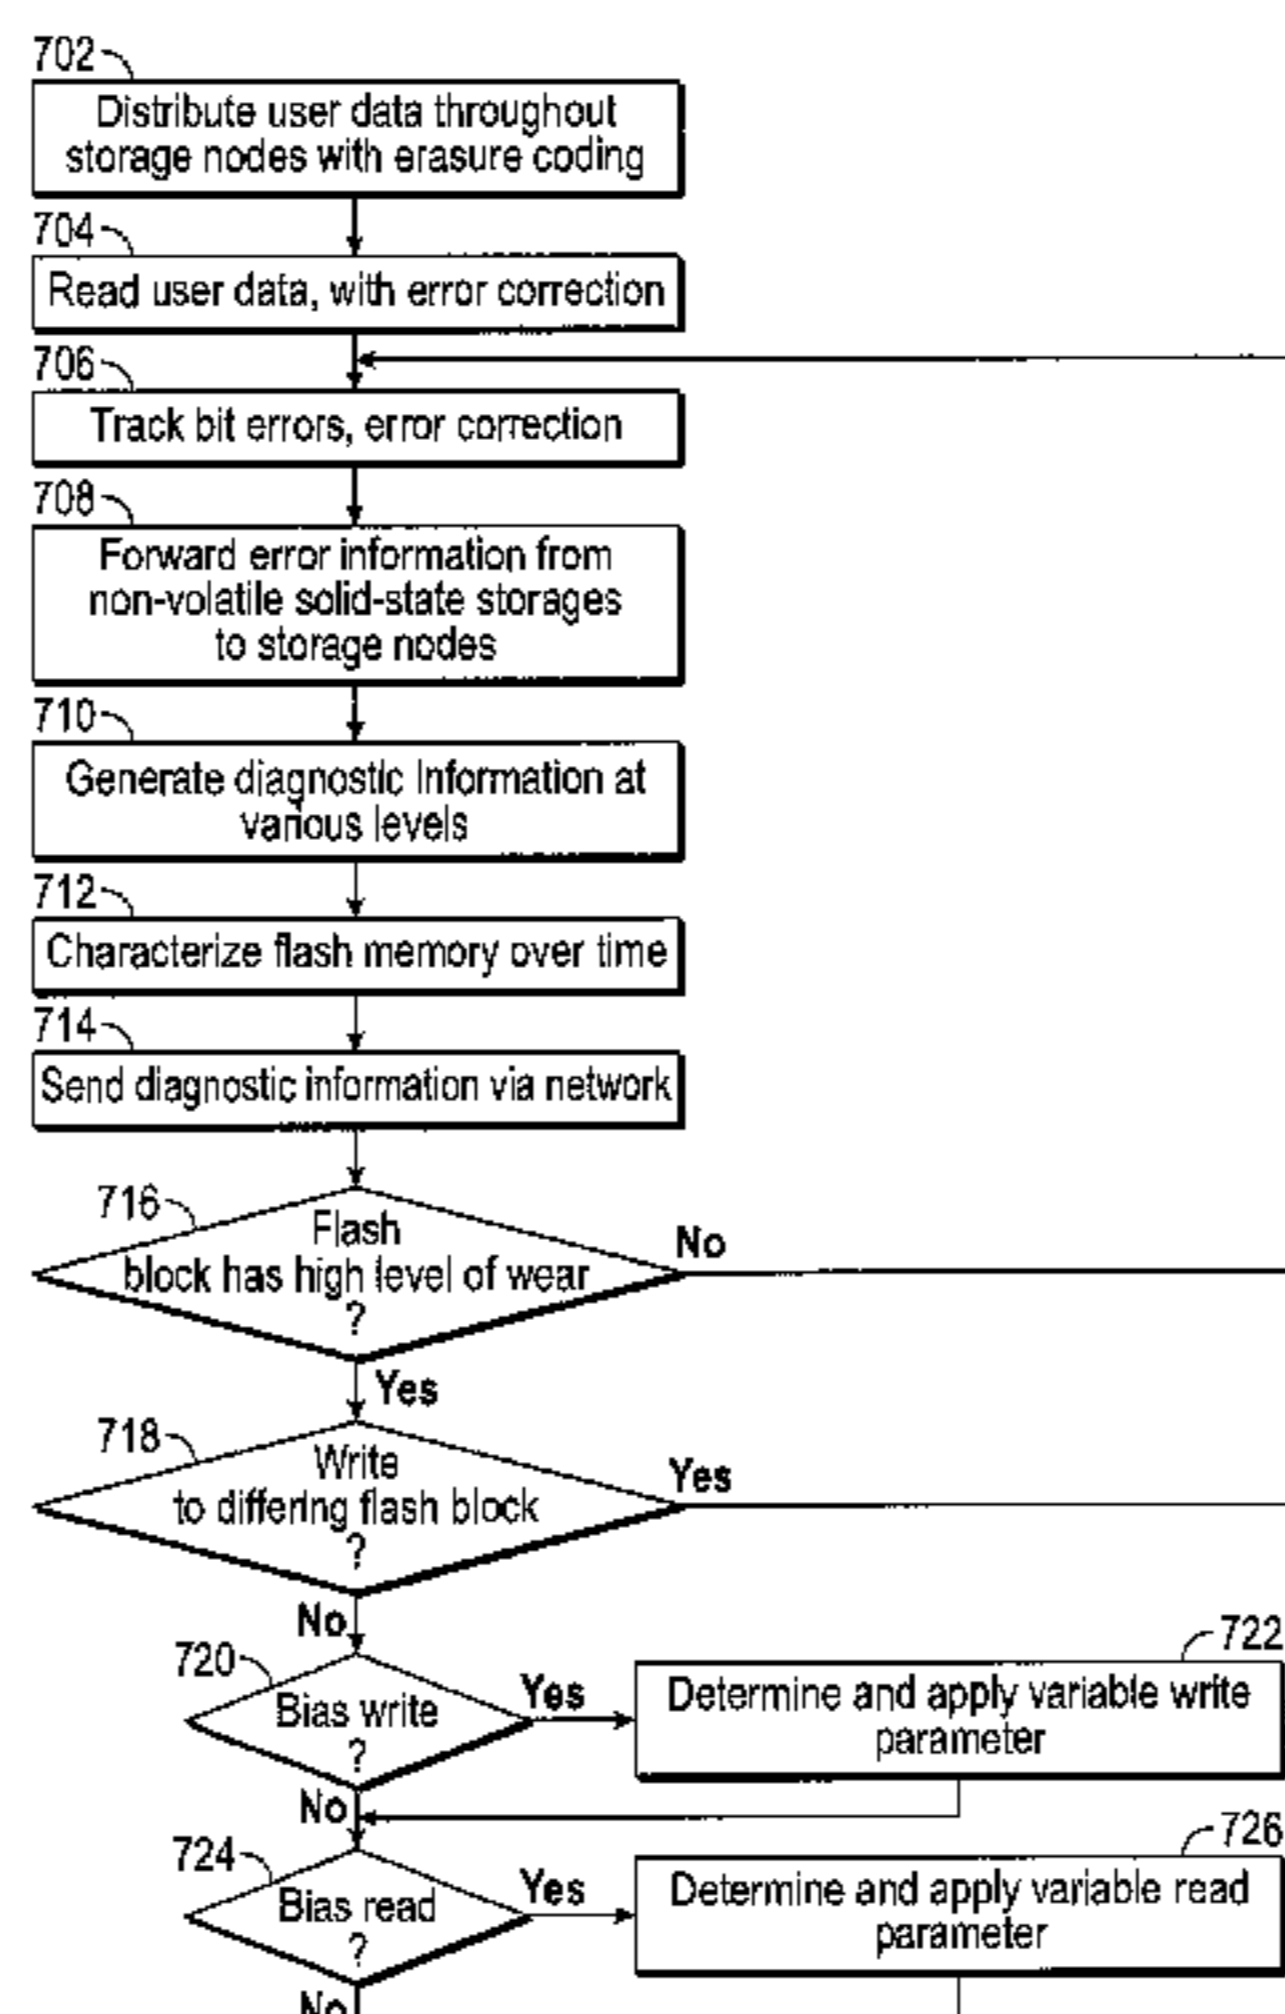 702
Distribute user data throughout
storage nodes with erasure coding
704
Read user data, with error correction
706
Track bit errors, error correction
708
Forward error information from
non-volatile solid-state storages
to storage nodes
710
Generate diagnostic information at
various levels
712
Characterize flash memory over time
714
Send diagnostic information via network
716
Flash
block has high level of wear
?
No
Yes
718
Write
to differing flash block
?
Yes
No
720
Bias write
?
Yes
722
Determine and apply variable write
parameter
No
724
Bias read
?
Yes
726
Determine and apply variable read
parameter
No